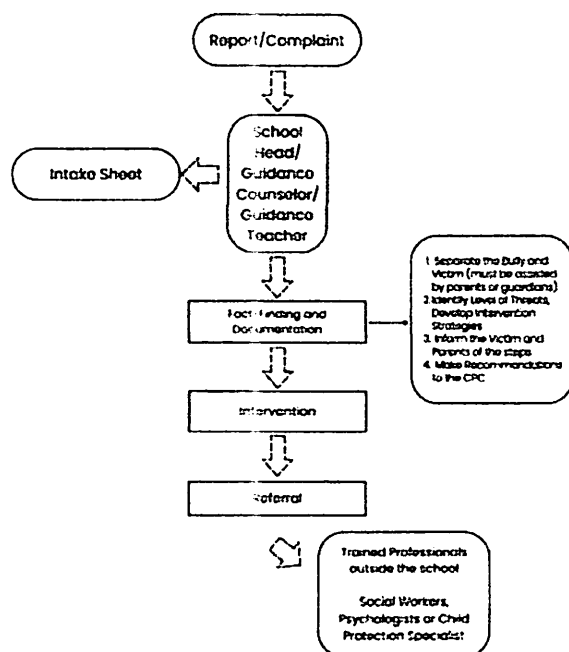 Report/Complaint
School
Head/
Guidance
Counselor/
Guidance
Teacher
Intake Sheet
Fact-Finding and
Documentation
1. Separate the Bully and
Victim (must be assisted
by parents or guardians)
2. Identify Level of Threats,
Develop Intervention
Strategies
3. Inform the Victim and
Parents of the steps
4. Make Recommendations
to the CPC
Intervention
Referral
Trained Professionals
outside the school
Social Workers,
Psychologists or Child
Protection Specialist